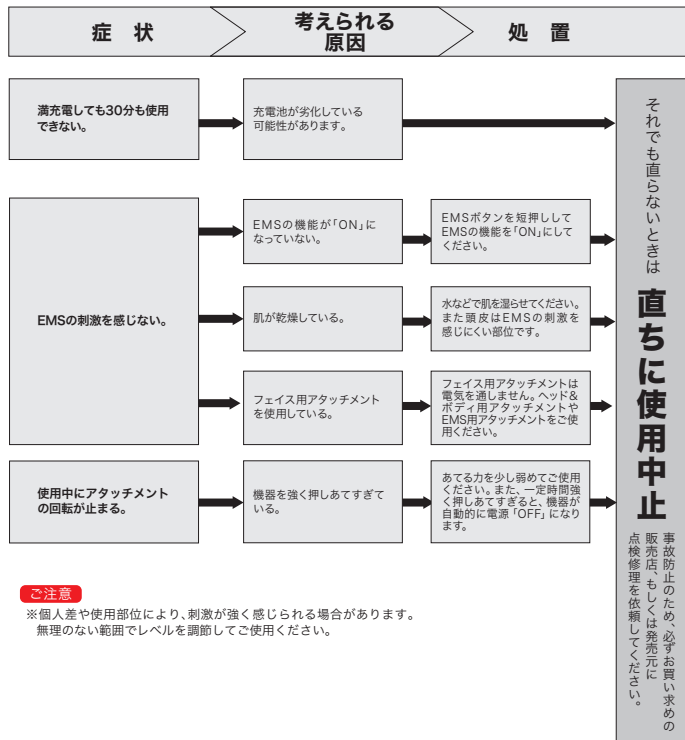 症 状
考えられる
原因
処 置
満充電しても30分も使用
できない。
充電池が劣化している
可能性があります。
EMSの刺激を感じない。
EMSの機能が「ON」に
なっていない。
EMSボタンを短押しして
EMSの機能を「ON」にして
ください。
肌が乾燥している。
水などで肌を湿らせてください。
また頭皮はEMSの刺激を
感じにくい部位です。
フェイス用アタッチメント
を使用している。
フェイス用アタッチメントは
電気を通しません。ヘッド&
ボディ用アタッチメントや
EMS用アタッチメントをご使
用ください。
使用中にアタッチメント
の回転が止まる。
機器を強く押しあてすぎて
いる。
あてる力を少し弱めてご使用
ください。また、一定時間強
く押しあてすぎると、機器が
自動的に電源「OFF」になり
ます。
それでも直らないときは
直ちに使用中止
事故防止のため、必ずお買い求めの
販売店、もしくは発売元に
点検修理を依頼してください。
ご注意
※個人差や使用部位により、刺激が強く感じられる場合があります。
無理のない範囲でレベルを調節してご使用ください。